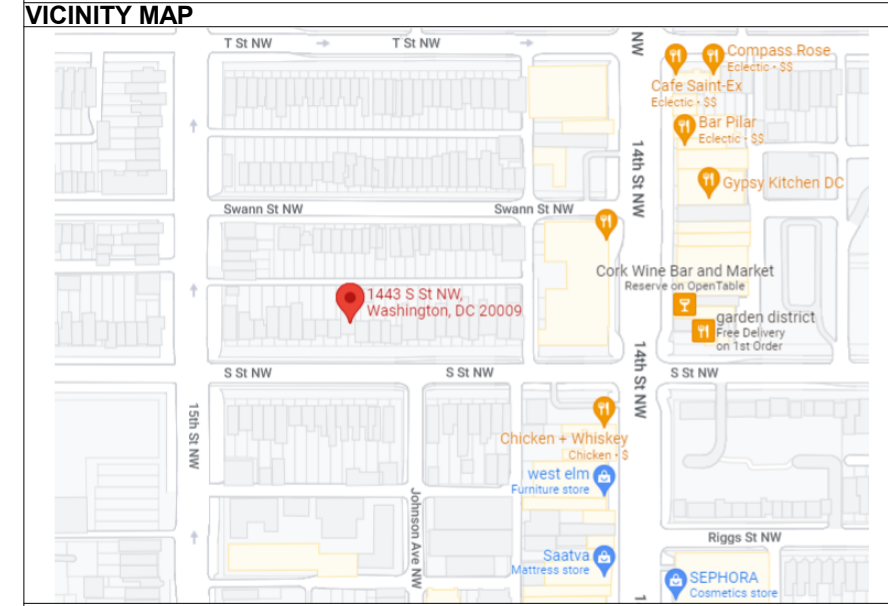 VICINITY MAP
T St NW
T St NW
NW
Compass Rose
Eclectic • $$
Cafe Saint-Ex
Eclectic • $$
Bar Pilar
Eclectic • $$
14th St NW
Gypsy Kitchen DC
Swann St NW
Swann St NW
Cork Wine Bar and Market
Reserve on OpenTable
1443 S St NW,
Washington, DC 20009
garden district
Free Delivery
on 1st Order
14th St NW
S St NW
S St NW
S St NW
15th St NW
Chicken + Whiskey
Chicken • $
west elm
Furniture store
Johnson Ave NW
Riggs St NW
Saatva
Mattress store
SEPHORA
Cosmetics store
1